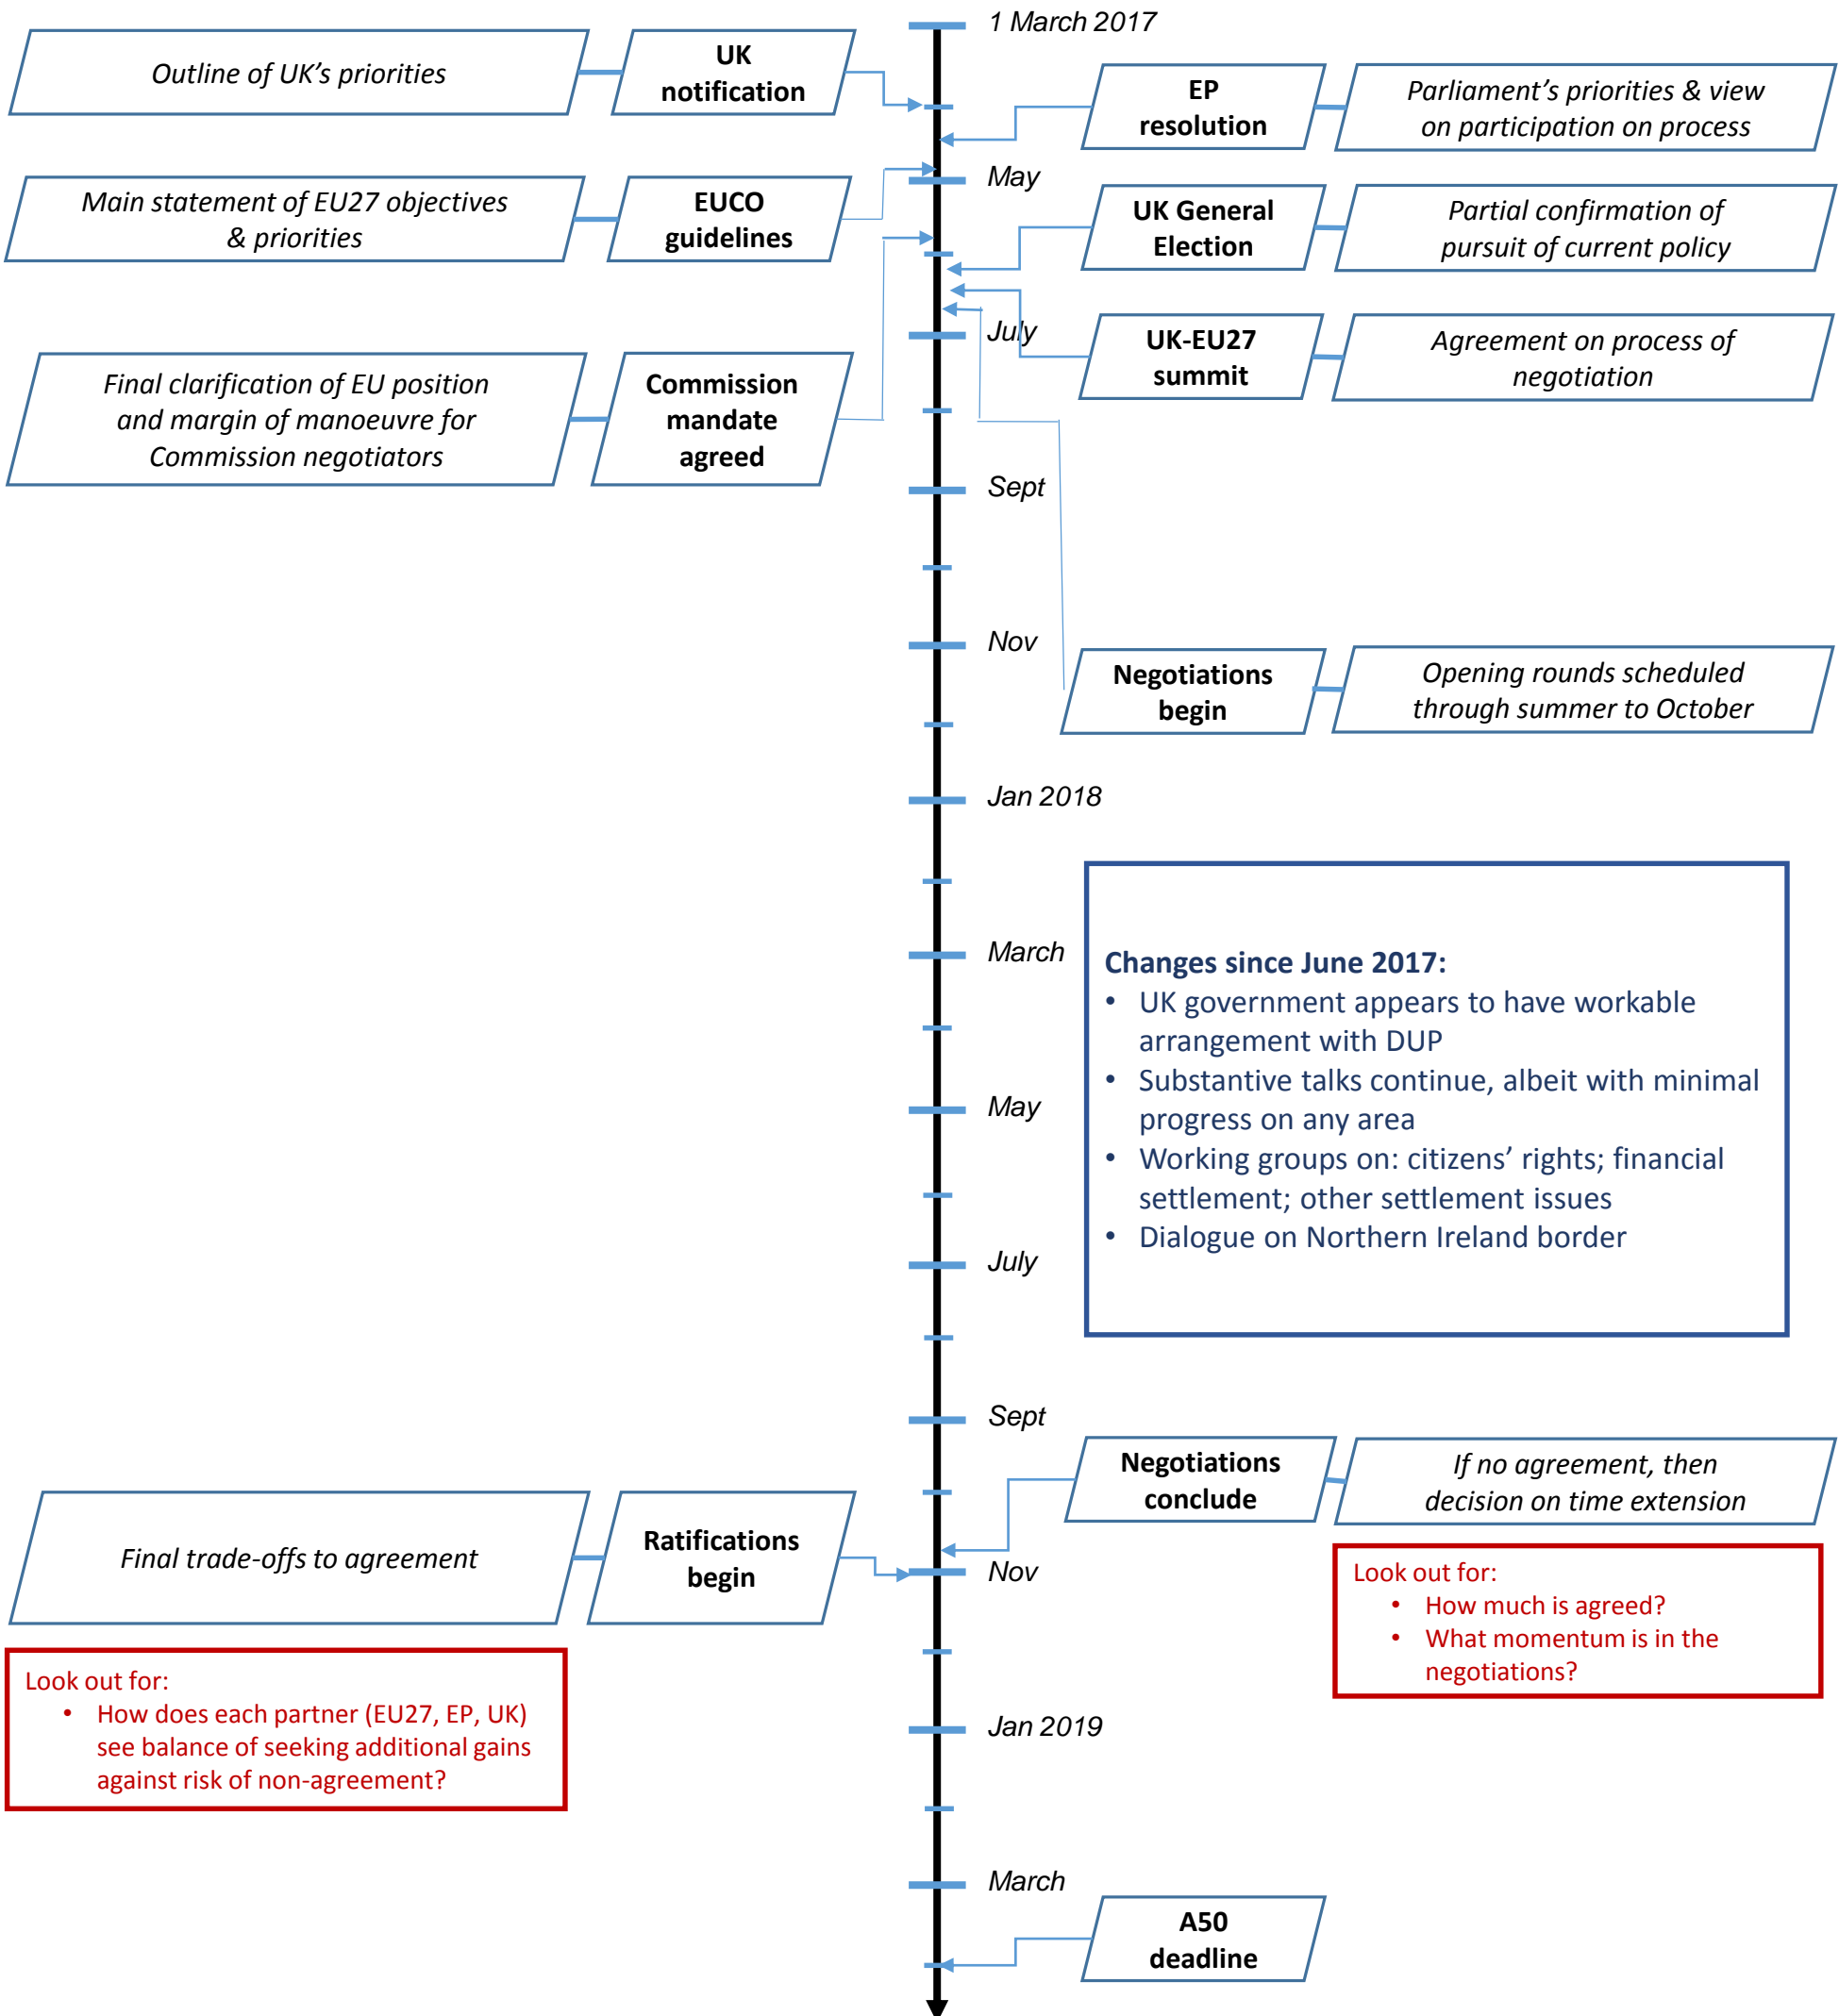 1 March 2017
Outline of UK's priorities
UK
notification
EP
resolution
Parliament's priorities & view
on participation on process
May
Main statement of EU27 objectives
& priorities
EUCO
guidelines
UK General
Election
Partial confirmation of
pursuit of current policy
July
UK-EU27
summit
Agreement on process of
negotiation
Final clarification of EU position
and margin of manoeuvre for
Commission negotiators
Commission
mandate
agreed
Sept
Nov
Negotiations
begin
Opening rounds scheduled
through summer to October
Jan 2018
March
Changes since June 2017:
• UK government appears to have workable
arrangement with DUP
• Substantive talks continue, albeit with minimal
progress on any area
• Working groups on: citizens' rights; financial
settlement; other settlement issues
• Dialogue on Northern Ireland border
May
July
Sept
Negotiations
conclude
If no agreement, then
decision on time extension
Final trade-offs to agreement
Ratifications
begin
Nov
Look out for:
• How much is agreed?
• What momentum is in the
negotiations?
Look out for:
• How does each partner (EU27, EP, UK)
see balance of seeking additional gains
against risk of non-agreement?
Jan 2019
March
A50
deadline